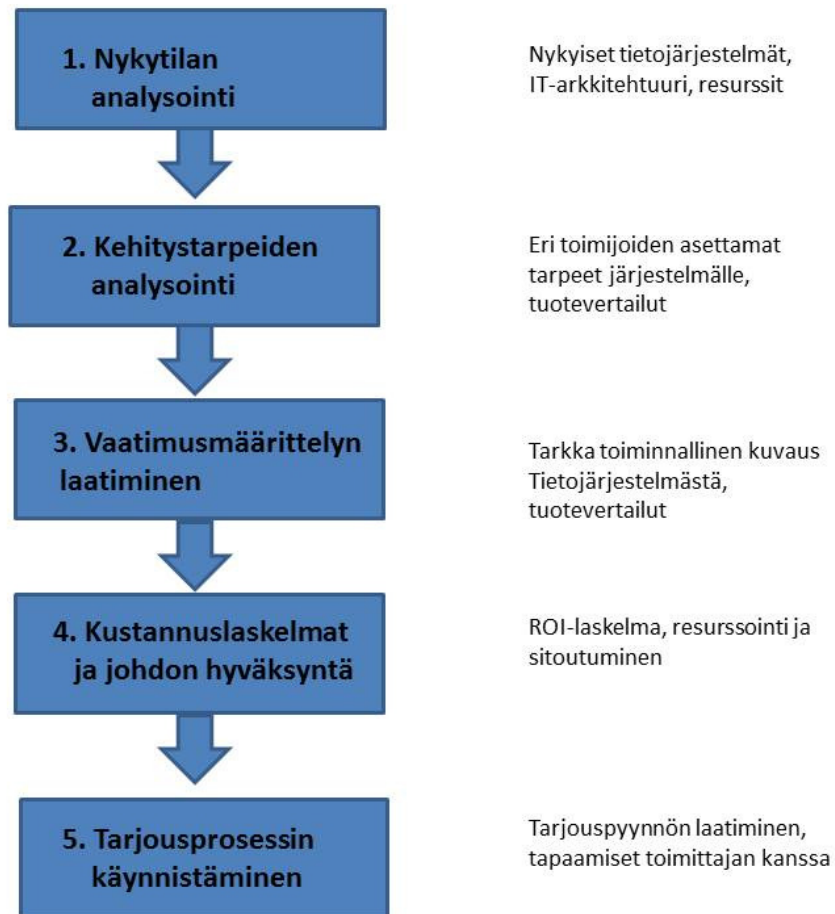 1. Nykytilan
analysointi
Nykyiset tietojärjestelmät,
IT-arkkitehtuuri, resurssit
2. Kehitystarpeiden
analysointi
Eri toimijoiden asettamat
tarpeet järjestelmälle,
tuotevertailut
3. Vaatimusmäärittelyn
laatiminen
Tarkka toiminnallinen kuvaus
Tietojärjestelmästä,
tuotevertailut
4. Kustannuslaskelmat
ja johdon hyväksyntä
ROI-laskelma, resurssointi ja
sitoutuminen
5. Tarjousprosessin
käynnistäminen
Tarjouspyynnön laatiminen,
tapaamiset toimittajan kanssa